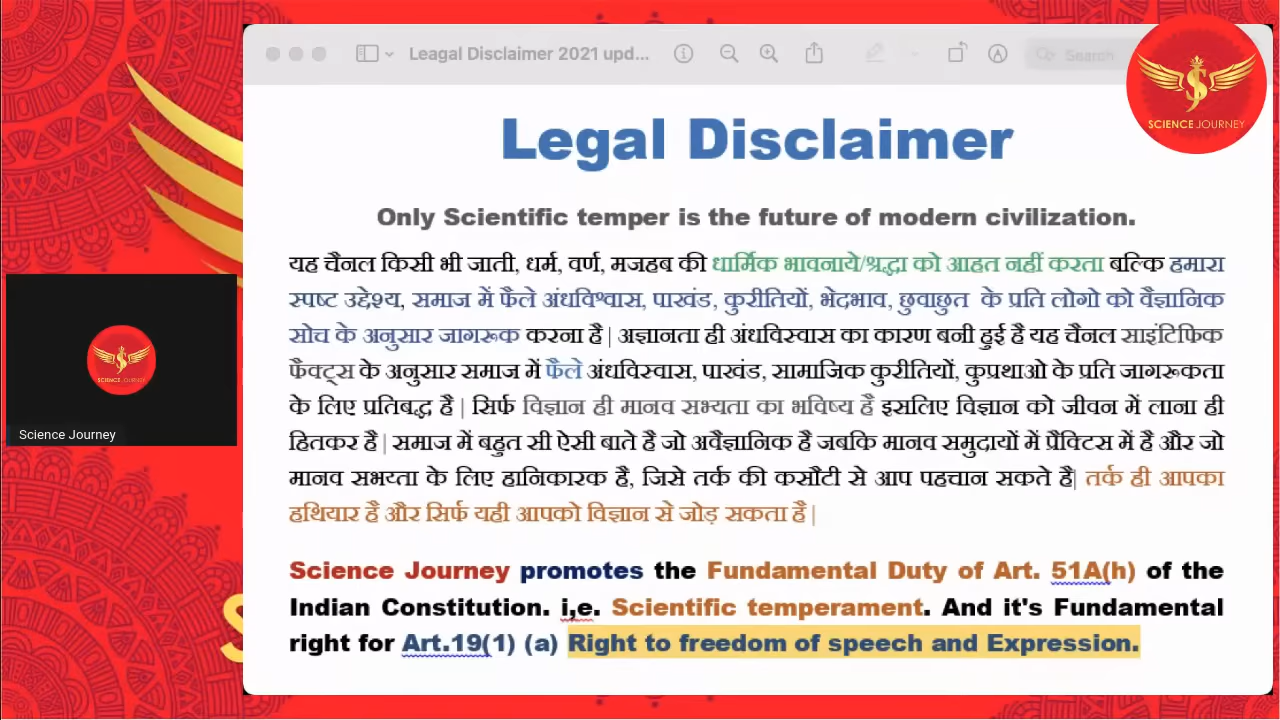 Leagal Disclaimer 2021 upd...
Search
SCIENCE JOURNEY
Legal Disclaimer
Only Scientific temper is the future of modern civilization.
यह चैनल किसी भी जाती, धर्म, वर्ण, मजहब की धार्मिक भावनाये/श्रद्धा को आहत नहीं करता बल्कि हमारा
स्पष्ट उद्देश्य, समाज में फैले अंधविश्वास, पाखंड, कुरीतियों, भेदभाव, छुवाछुत के प्रति लोगो को वैज्ञानिक
सोच के अनुसार जागरूक करना है | अज्ञानता ही अंधविस्वास का कारण बनी हुई है यह चैनल साइंटिफिक
फैक्ट्स के अनुसार समाज में फैले अंधविस्वास, पाखंड, सामाजिक कुरीतियों, कुप्रथाओ के प्रति जागरूकता
के लिए प्रतिबद्ध है | सिर्फ विज्ञान ही मानव सभ्यता का भविष्य है इसलिए विज्ञान को जीवन में लाना ही
हितकर है | समाज में बहुत सी ऐसी बाते है जो अवैज्ञानिक है जबकि मानव समुदायों में प्रैक्टिस में है और जो
मानव सभ्यता के लिए हानिकारक है, जिसे तर्क की कसौटी से आप पहचान सकते है| तर्क ही आपका
हथियार है और सिर्फ यही आपको विज्ञान से जोड़ सकता है |
Science Journey promotes the Fundamental Duty of Art. 51A(h) of the
Indian Constitution. i,e. Scientific temperament. And it's Fundamental
right for Art.19(1) (a) Right to freedom of speech and Expression.
Science Journey